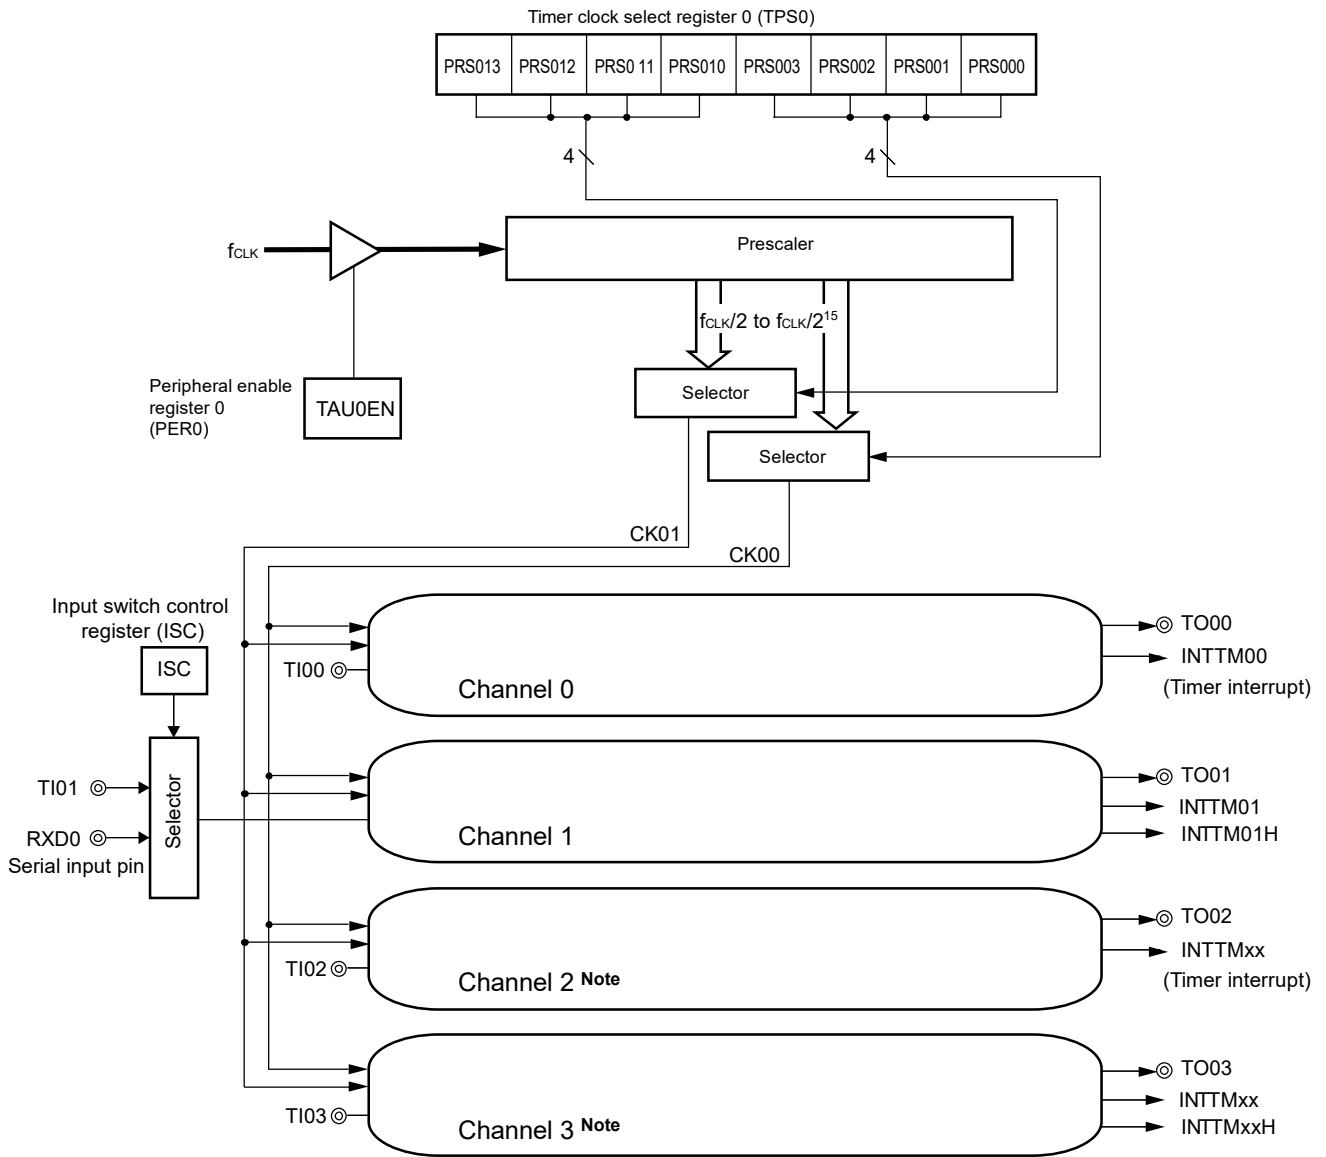 Timer clock select register 0 (TPS0)
PRS013 PRS012 PRS0 11 PRS010 PRS003 PRS002 PRS001 PRS000
4 4
fCLK
Prescaler
fCLK/2 to fCLK/2¹⁵
Peripheral enable
register 0
(PER0)
TAU0EN
Selector
Selector
CK01
CK00
Input switch control
register (ISC)
ISC
TI01
RXD0
Serial input pin
Selector
TI00
Channel 0
TO00
INTTM00
(Timer interrupt)
Channel 1
TO01
INTTM01
INTTM01H
TI02
Channel 2 Note
TO02
INTTMxx
(Timer interrupt)
TI03
Channel 3 Note
TO03
INTTMxx
INTTMxxH